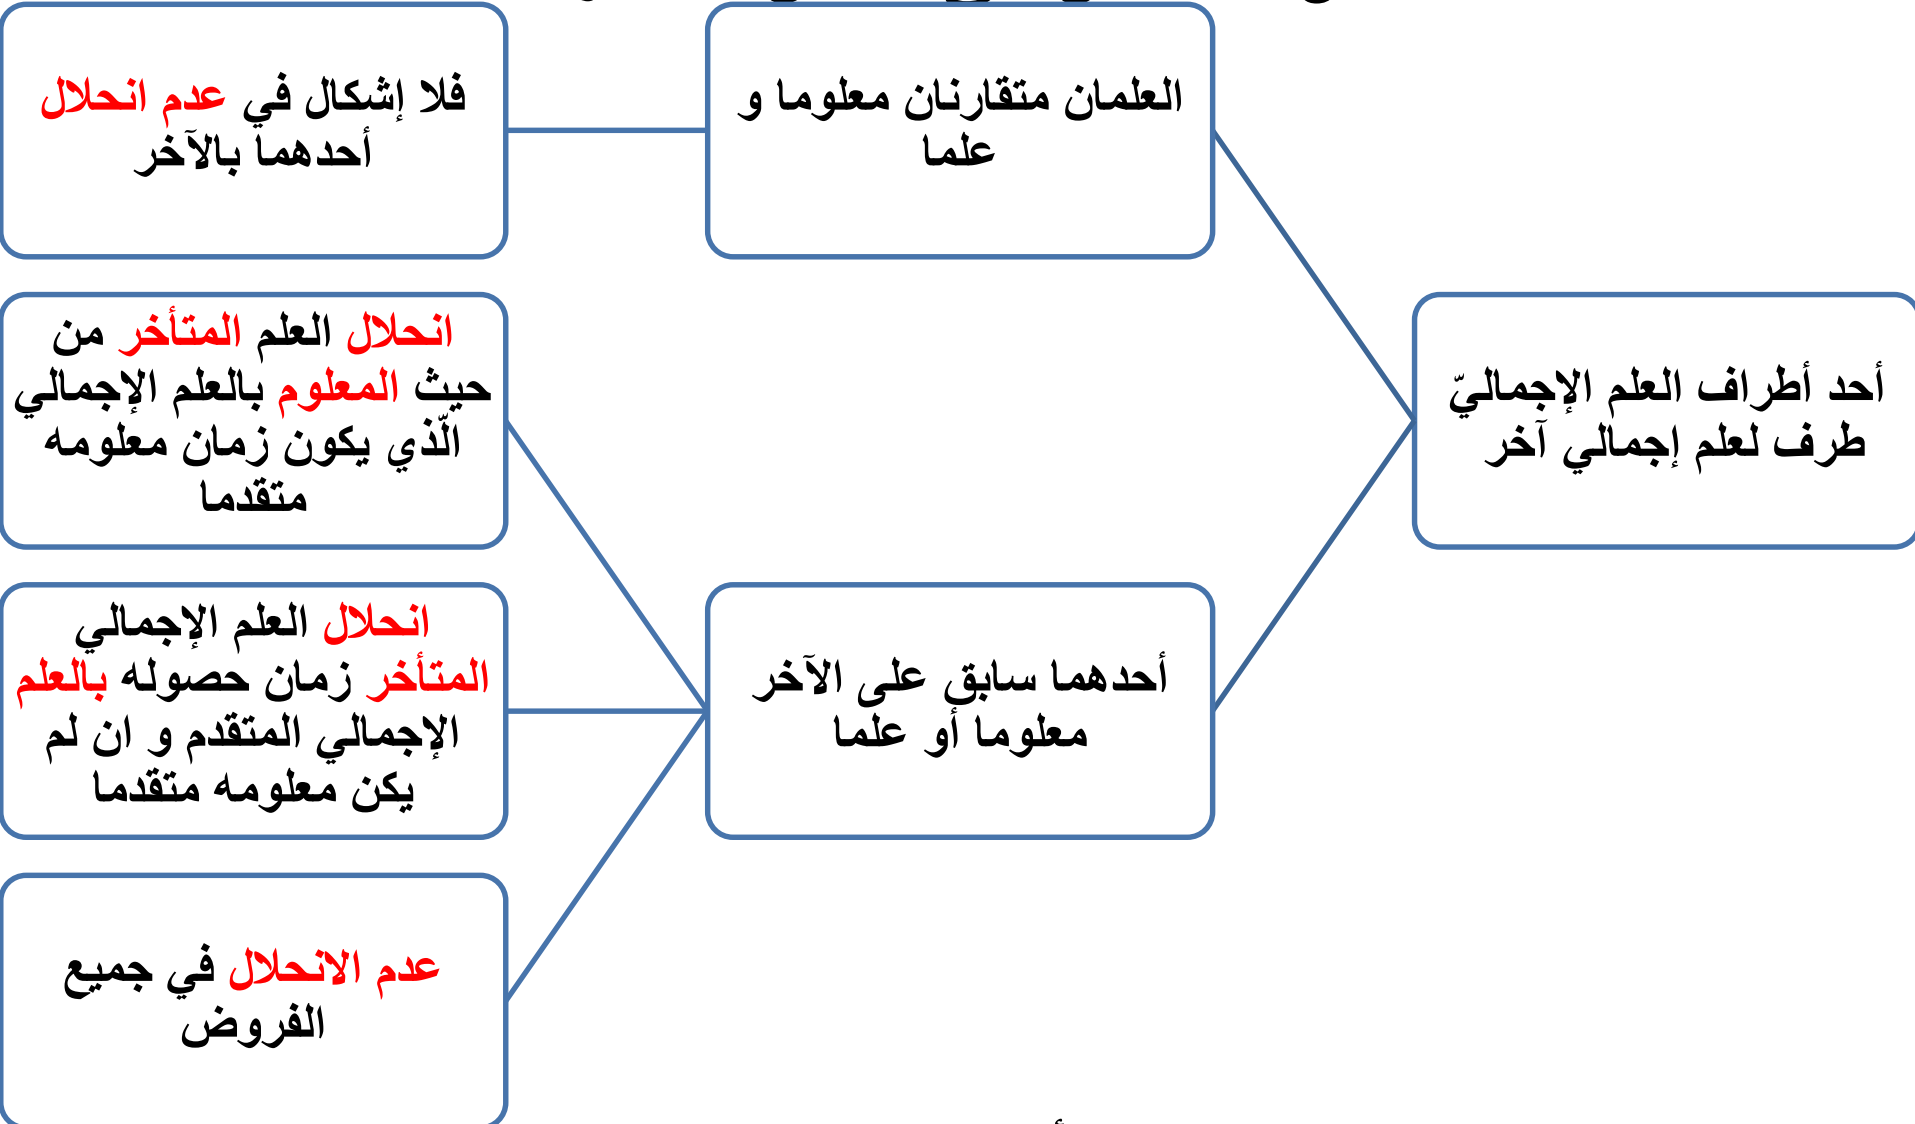 أحد أطراف العلم الإجماليّ
طرف لعلم إجمالي آخر
العلمان متقارنان معلوما و
علما
فلا إشكال في عدم انحلال
أحدهما بالآخر
أحدهما سابق على الآخر
معلوما أو علما
انحلال العلم المتأخر من
حيث المعلوم بالعلم الإجمالي
الّذي يكون زمان معلومه
متقدما
انحلال العلم الإجمالي
المتأخر زمان حصوله بالعلم
الإجمالي المتقدم و ان لم
يكن معلومه متقدما
عدم الانحلال في جميع
الفروض